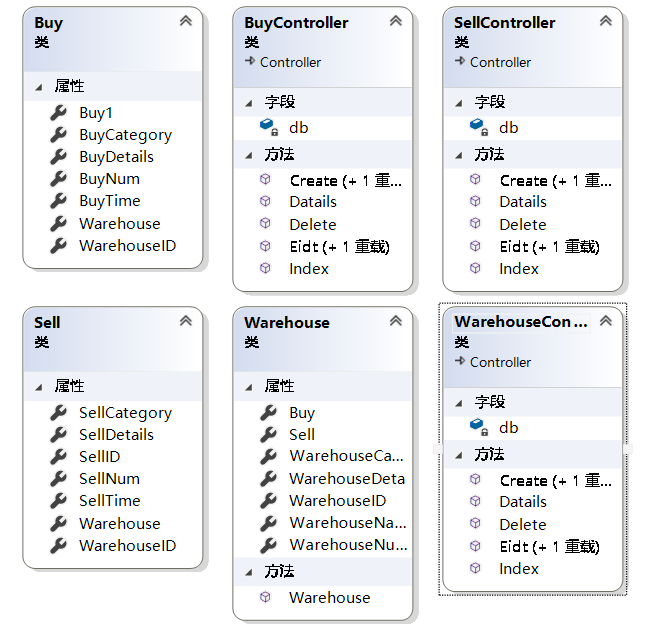 Buy
类
属性
Buy1
BuyCategory
BuyDetails
BuyNum
BuyTime
Warehouse
WarehouseID
BuyController
类
Controller
字段
db
方法
Create (+ 1 重...
Datails
Delete
Eidt (+ 1 重载)
Index
SellController
类
Controller
字段
db
方法
Create (+ 1 重...
Datails
Delete
Eidt (+ 1 重载)
Index
Sell
类
属性
SellCategory
SellDetails
SellID
SellNum
SellTime
Warehouse
WarehouseID
Warehouse
类
属性
Buy
Sell
WarehouseCa...
WarehouseDeta
WarehouseID
WarehouseNa...
WarehouseNu...
方法
Warehouse
WarehouseCon...
类
Controller
字段
db
方法
Create (+ 1 重...
Datails
Delete
Eidt (+ 1 重载)
Index